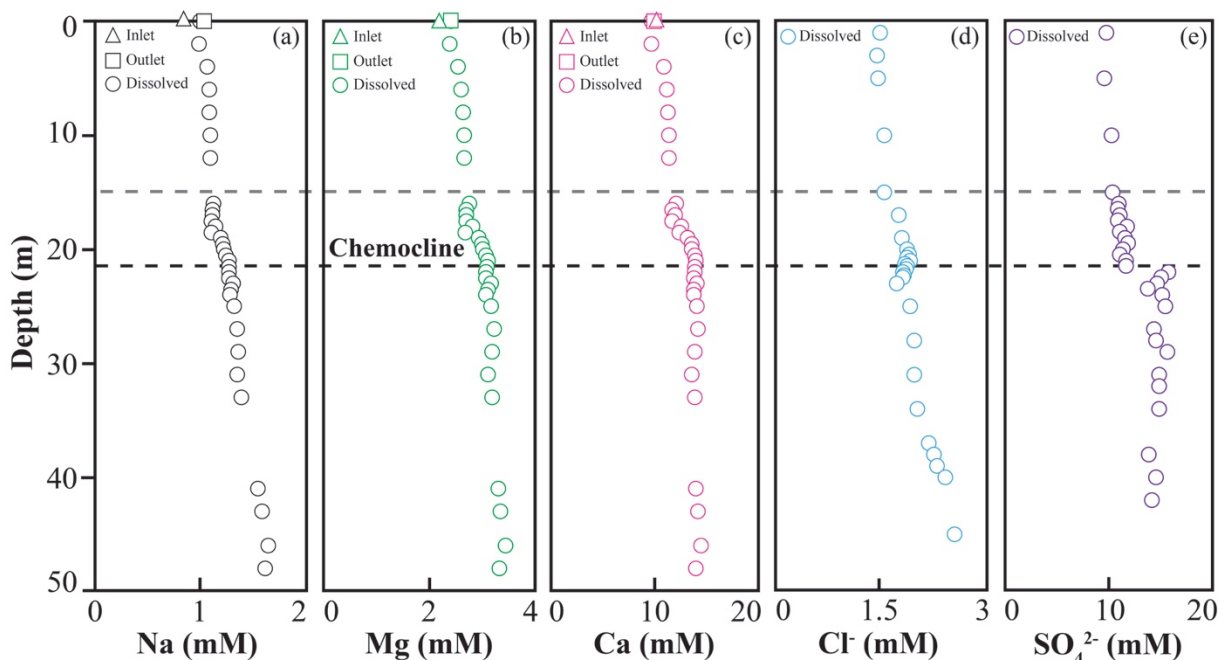 0
10
20
30
40
50
Depth (m)
(a)
Inlet
Outlet
Dissolved
0
1
2
Na (mM)
(b)
Inlet
Outlet
Dissolved
Chemocline
0
2
4
Mg (mM)
(c)
Inlet
Outlet
Dissolved
0
10
20
Ca (mM)
(d)
Dissolved
0
1.5
3
Cl⁻ (mM)
(e)
Dissolved
0
10
20
SO₄²⁻ (mM)